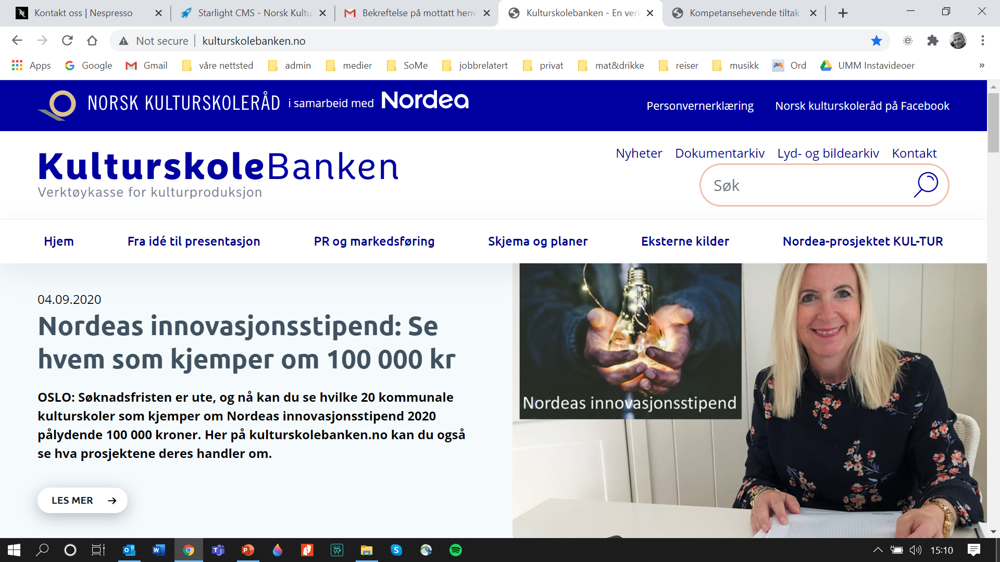 Kontakt oss | Nespresso
Starlight CMS - Norsk Kultu
Bekreftelse på mottatt henv
Kulturskolebanken - En verk
Kompetansehevende tiltak
Not secure
kulturskolebanken.no
Apps
Google
Gmail
våre nettsted
admin
medier
SoMe
jobbrelatert
privat
mat&drikke
reiser
musikk
Ord
UMM Instavideoer
»
NORSK KULTURSKOLERÅD i samarbeid med Nordea
Personvernerklæring
Norsk kulturskoleråd på Facebook
KulturskoleBanken
Verktøykasse for kulturproduksjon
Nyheter
Dokumentarkiv
Lyd- og bildearkiv
Kontakt
Søk
Hjem
Fra idé til presentasjon
PR og markedsføring
Skjema og planer
Eksterne kilder
Nordea-prosjektet KUL-TUR
04.09.2020
Nordeas innovasjonsstipend: Se
hvem som kjemper om 100 000 kr
OSLO: Søknadsfristen er ute, og nå kan du se hvilke 20 kommunale
kulturskoler som kjemper om Nordeas innovasjonsstipend 2020
pålydende 100 000 kroner. Her på kulturskolebanken.no kan du også
se hva prosjektene deres handler om.
LES MER
Nordeas innovasjonsstipend
15:10